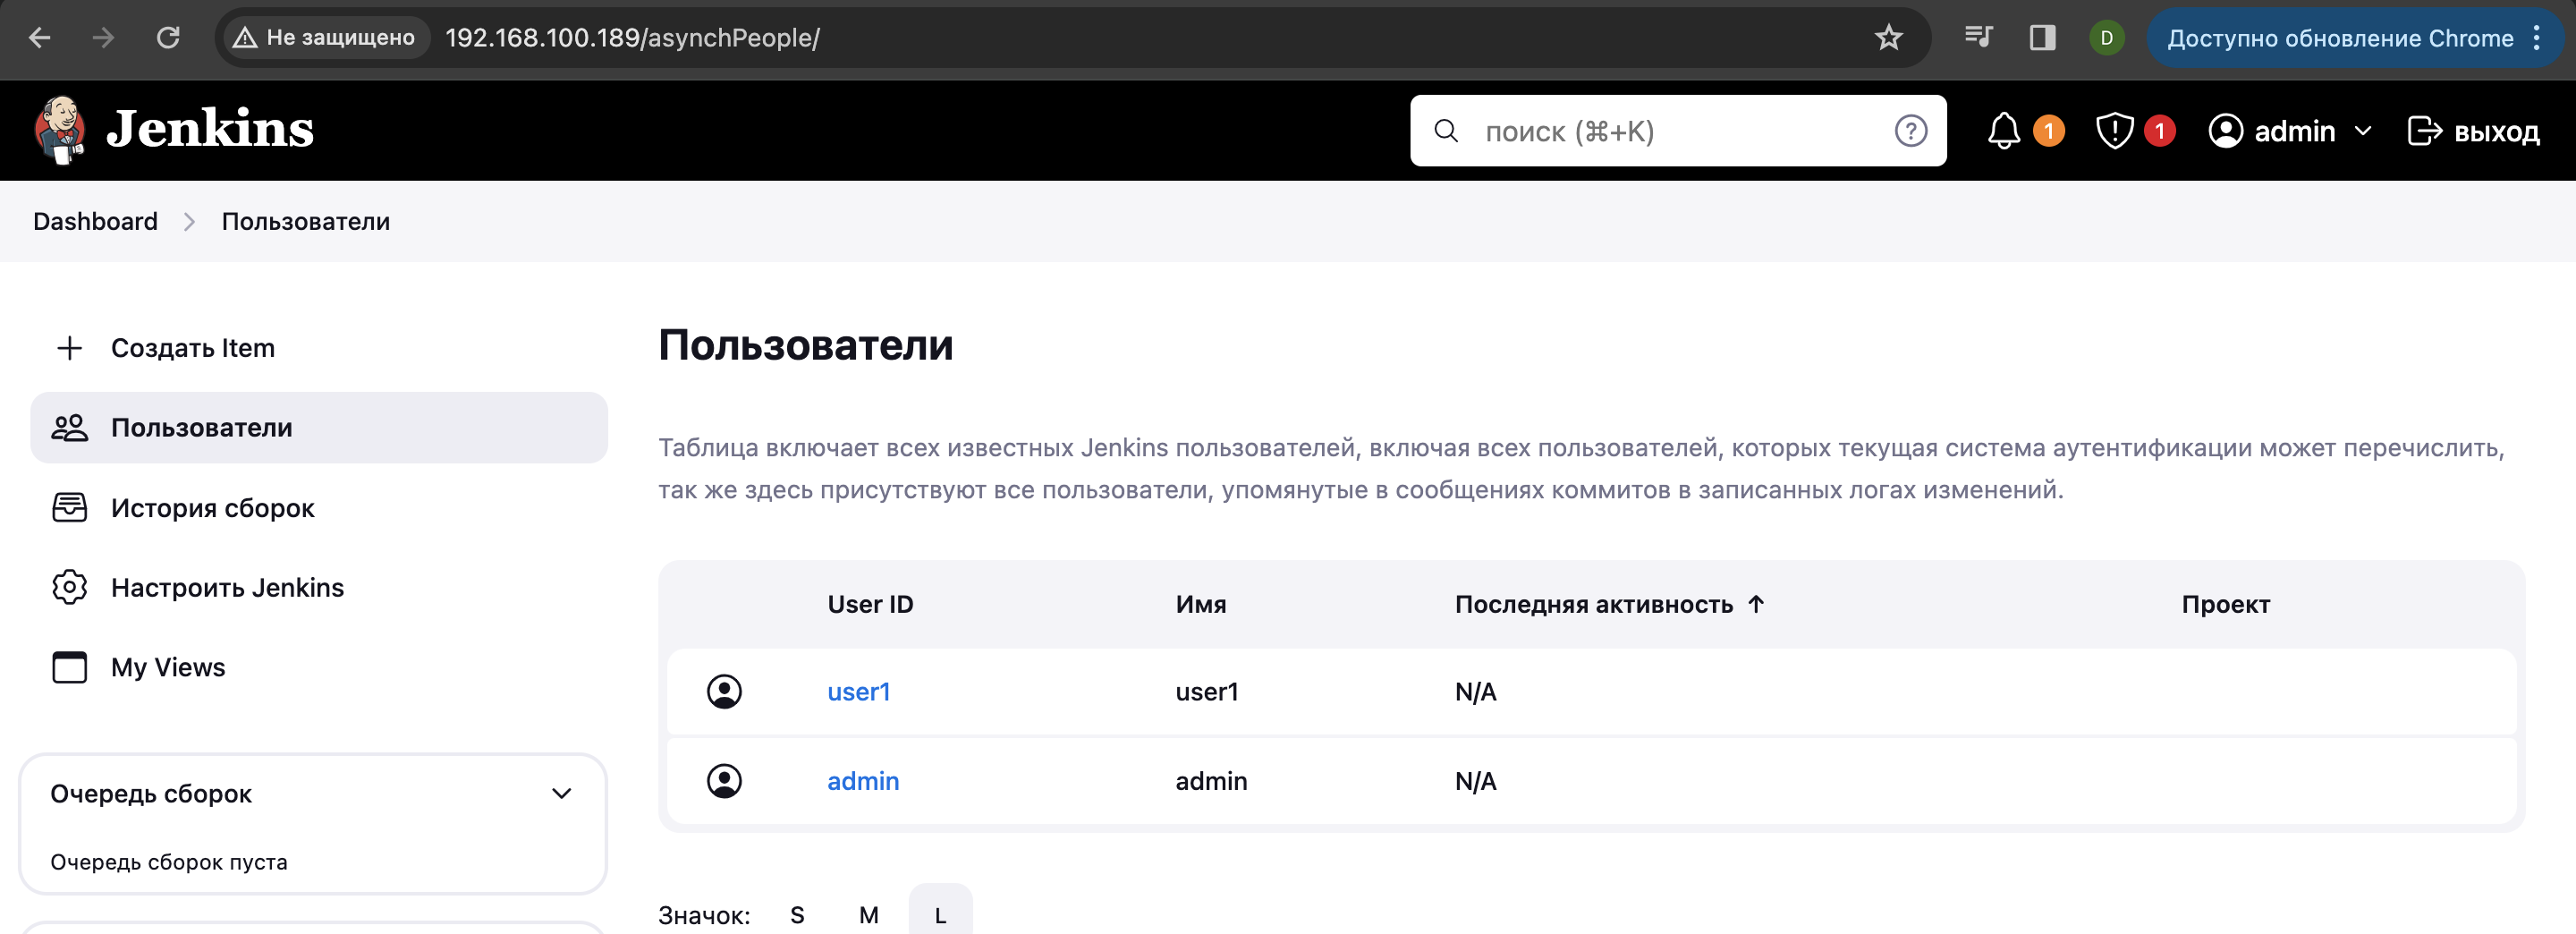 Не защищено 192.168.100.189/asynchPeople/ D Доступно обновление Chrome
Jenkins поиск (⌘+K) ? 1 1 admin выход
Dashboard Пользователи
Создать Item
Пользователи
История сборок
Настроить Jenkins
My Views
Очередь сборок
Очередь сборок пуста
Пользователи
Таблица включает всех известных Jenkins пользователей, включая всех пользователей, которых текущая система аутентификации может перечислить,
так же здесь присутствуют все пользователи, упомянутые в сообщениях коммитов в записанных логах изменений.
User ID Имя Последняя активность ↑ Проект
user1 user1 N/A
admin admin N/A
Значок: S M L